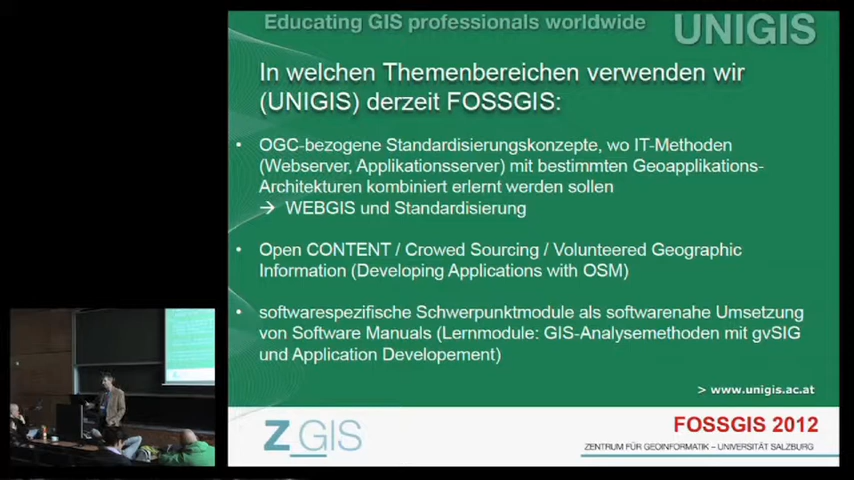 Educating GIS professionals worldwide
UNIGIS
In welchen Themenbereichen verwenden wir
(UNIGIS) derzeit FOSSGIS:
• OGC-bezogene Standardisierungskonzepte, wo IT-Methoden
(Webserver, Applikationsserver) mit bestimmten Geoapplikations-
Architekturen kombiniert erlernt werden sollen
→ WEBGIS und Standardisierung
• Open CONTENT / Crowed Sourcing / Volunteered Geographic
Information (Developing Applications with OSM)
• softwarespezifische Schwerpunktmodule als softwarenahe Umsetzung
von Software Manuals (Lernmodule: GIS-Analysemethoden mit gvSIG
und Application Developement)
> www.unigis.ac.at
Z GIS
FOSSGIS 2012
ZENTRUM FÜR GEOINFORMATIK – UNIVERSITÄT SALZBURG